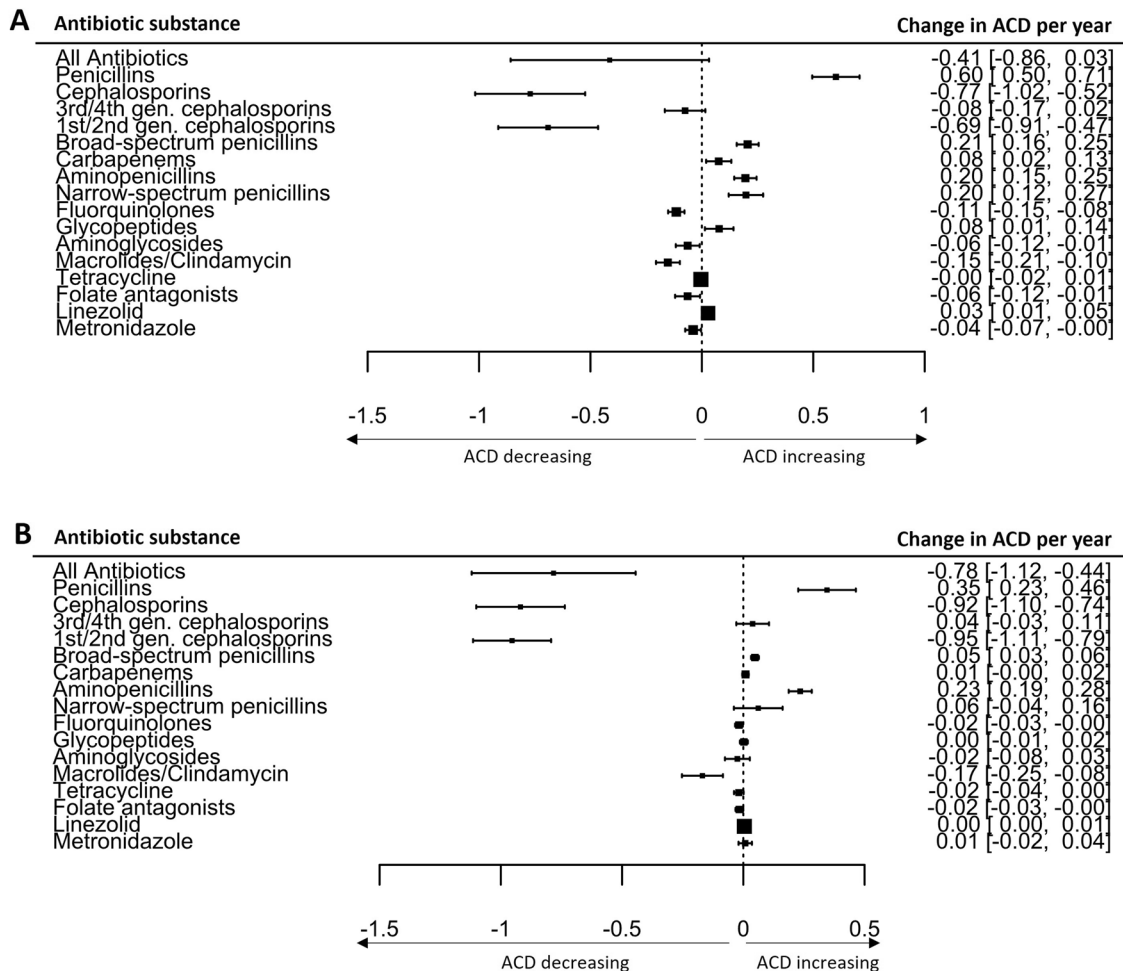 A Antibiotic substance Change in ACD per year
All Antibiotics -0.41 [-0.86, 0.03]
Penicillins 0.60 [0.50, 0.71]
Cephalosporins -0.77 [-1.02, -0.52]
3rd/4th gen. cephalosporins -0.08 [-0.17, 0.02]
1st/2nd gen. cephalosporins -0.69 [-0.91, -0.47]
Broad-spectrum penicillins 0.21 [0.16, 0.25]
Carbapenems 0.08 [0.02, 0.13]
Aminopenicillins 0.20 [0.15, 0.25]
Narrow-spectrum penicillins 0.20 [0.12, 0.27]
Fluorquinolones -0.11 [-0.15, -0.08]
Glycopeptides 0.08 [0.01, 0.14]
Aminoglycosides -0.06 [-0.12, -0.01]
Macrolides/Clindamycin -0.15 [-0.21, -0.10]
Tetracycline -0.00 [-0.02, 0.01]
Folate antagonists -0.06 [-0.12, -0.01]
Linezolid 0.03 [0.01, 0.05]
Metronidazole -0.04 [-0.07, -0.00]
-1.5 -1 -0.5 0 0.5 1
ACD decreasing ACD increasing
B Antibiotic substance Change in ACD per year
All Antibiotics -0.78 [-1.12, -0.44]
Penicillins 0.35 [0.23, 0.46]
Cephalosporins -0.92 [-1.10, -0.74]
3rd/4th gen. cephalosporins 0.04 [-0.03, 0.11]
1st/2nd gen. cephalosporins -0.95 [-1.11, -0.79]
Broad-spectrum penicillins 0.05 [0.03, 0.06]
Carbapenems 0.01 [-0.00, 0.02]
Aminopenicillins 0.23 [0.19, 0.28]
Narrow-spectrum penicillins 0.06 [-0.04, 0.16]
Fluorquinolones -0.02 [-0.03, -0.00]
Glycopeptides 0.00 [-0.01, 0.02]
Aminoglycosides -0.02 [-0.08, 0.03]
Macrolides/Clindamycin -0.17 [-0.25, -0.08]
Tetracycline -0.02 [-0.04, 0.00]
Folate antagonists -0.02 [-0.03, -0.00]
Linezolid 0.00 [0.00, 0.01]
Metronidazole 0.01 [-0.02, 0.04]
-1.5 -1 -0.5 0 0.5
ACD decreasing ACD increasing